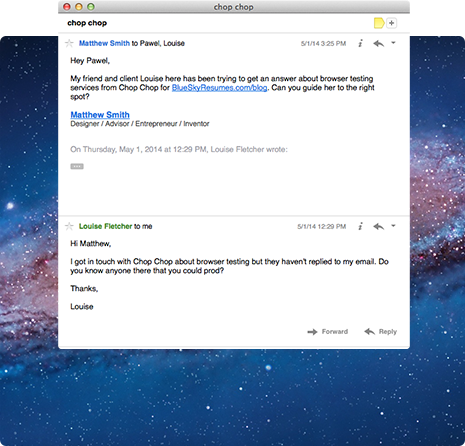 chop chop
chop chop
Matthew Smith to Pawel, Louise
5/1/14 3:25 PM
Hey Pawel,
My friend and client Louise here has been trying to get an answer about browser testing
services from Chop Chop for BlueSkyResumes.com/blog. Can you guide her to the right
spot?
Matthew Smith
Designer / Advisor / Entrepreneur / Inventor
On Thursday, May 1, 2014 at 12:29 PM, Louise Fletcher wrote:
Louise Fletcher to me
5/1/14 12:29 PM
Hi Matthew,
I got in touch with Chop Chop about browser testing but they haven't replied to my email. Do
you know anyone there that you could prod?
Thanks,
Louise
Forward
Reply